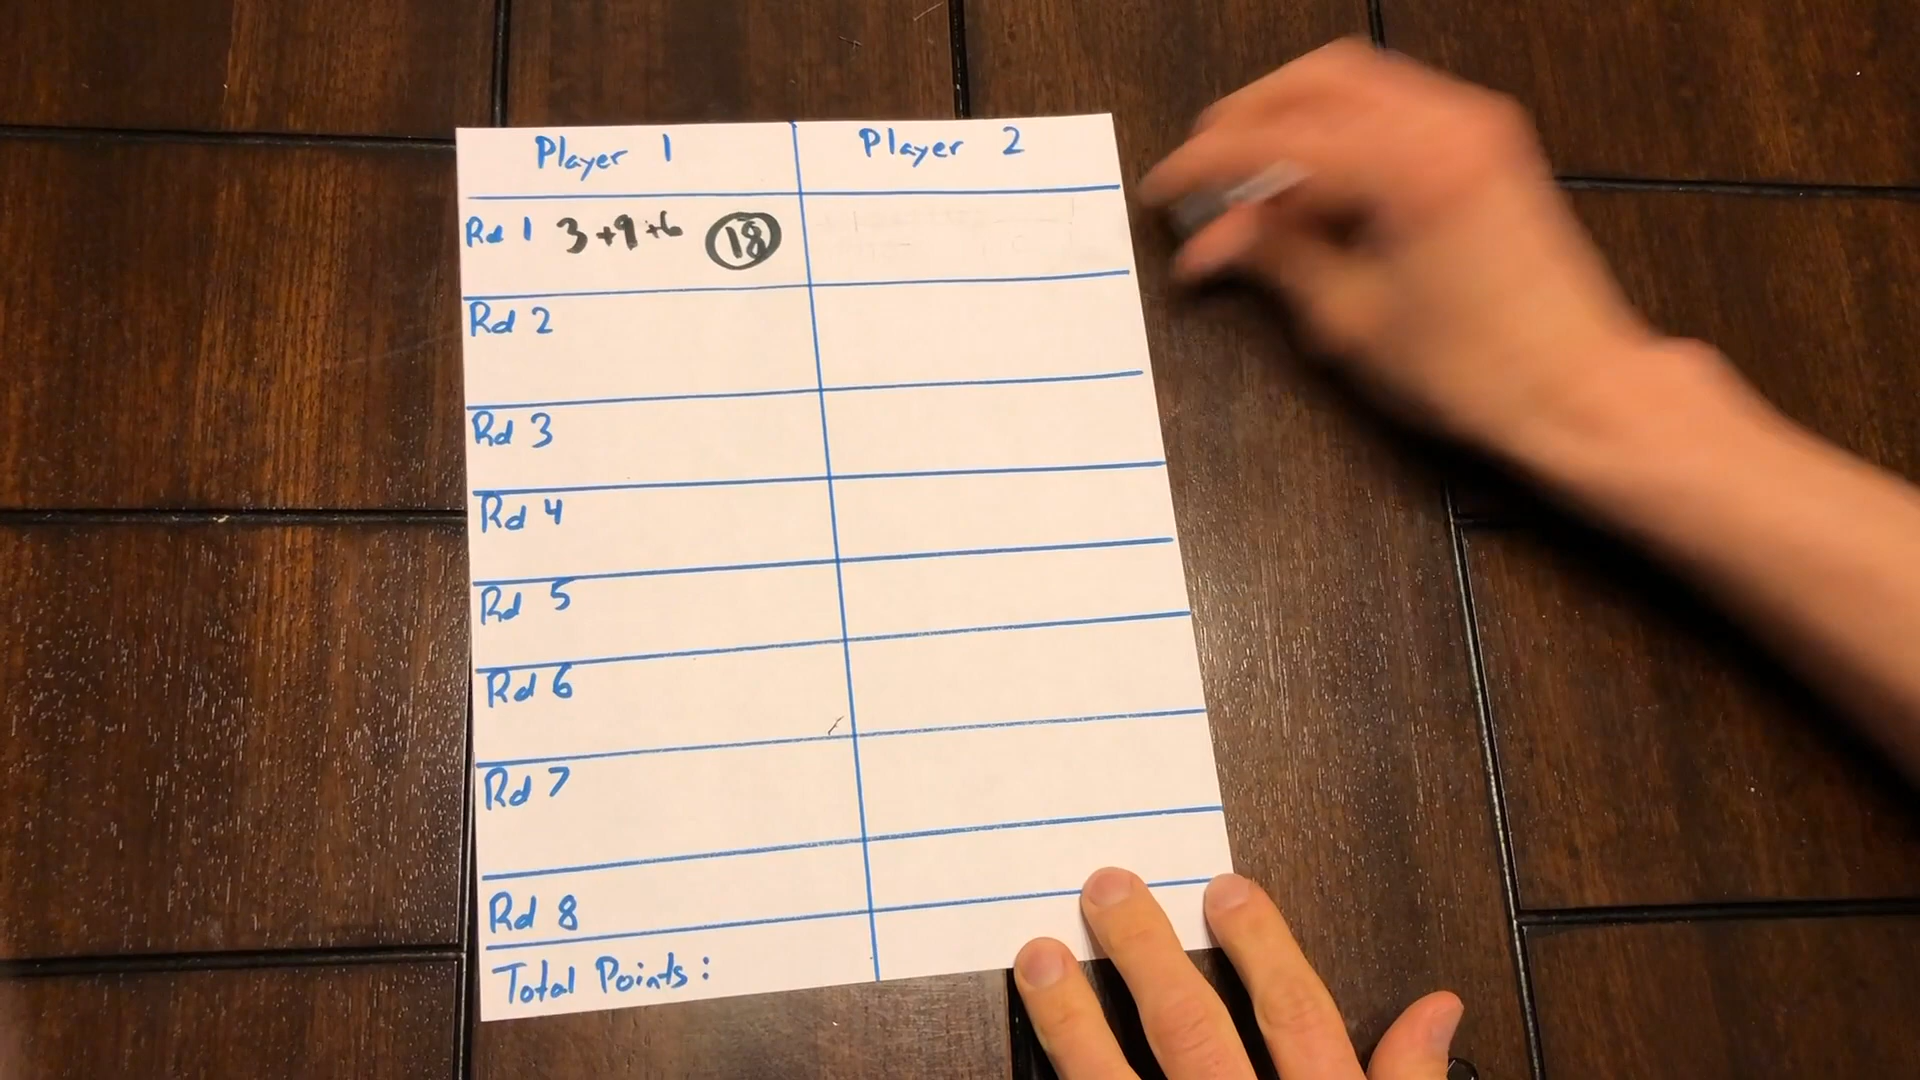 Player 1 Player 2
Rd 1 3+9+6 18
Rd 2
Rd 3
Rd 4
Rd 5
Rd 6
Rd 7
Rd 8
Total Points: